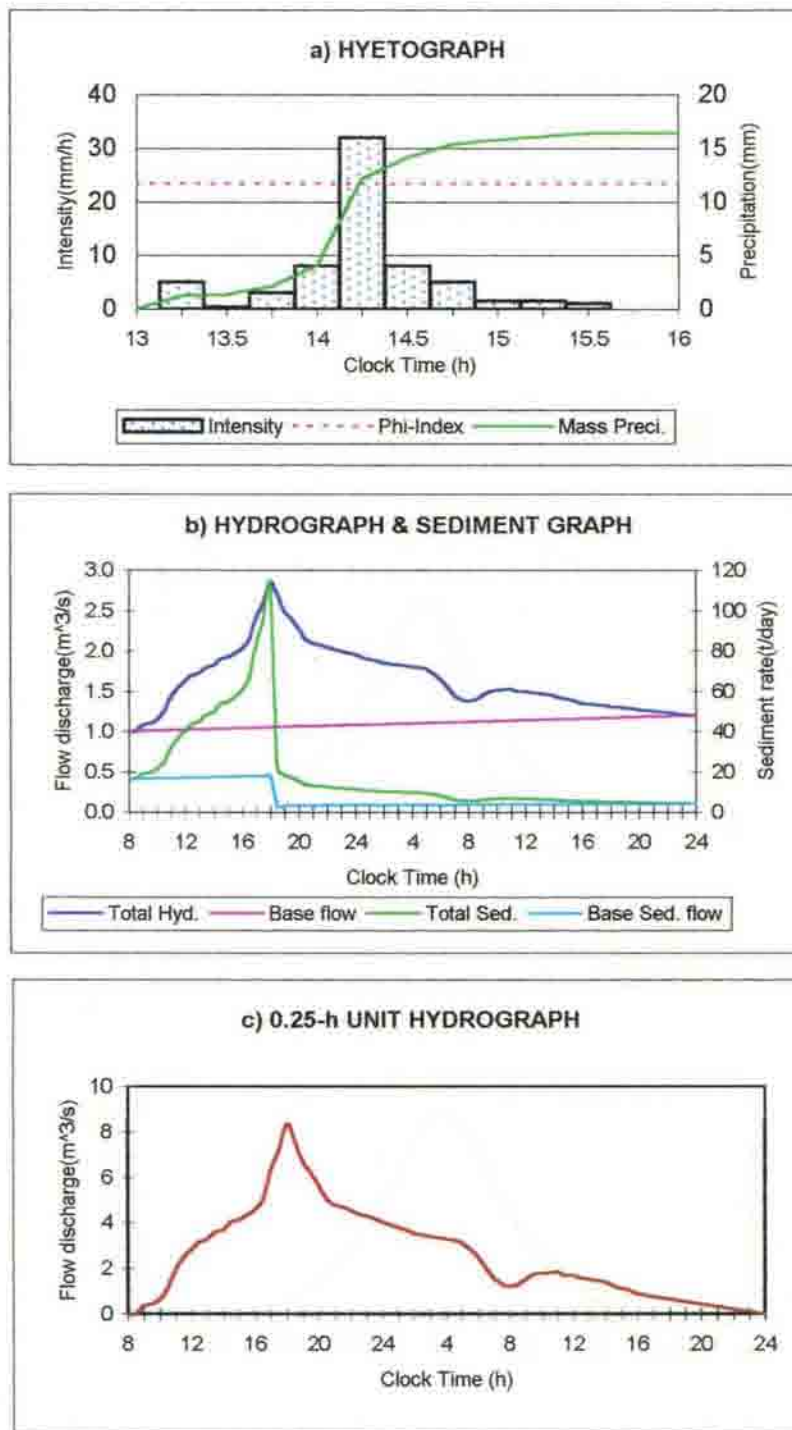 a) HYETOGRAPH
Intensity(mm/h)
40
30
20
10
0
Precipitation(mm)
20
15
10
5
0
13 13.5 14 14.5 15 15.5 16
Clock Time (h)
Intensity Phi-Index Mass Preci.
b) HYDROGRAPH & SEDIMENT GRAPH
Flow discharge(m^3/s)
3.0
2.5
2.0
1.5
1.0
0.5
0.0
Sediment rate(t/day)
120
100
80
60
40
20
0
8 12 16 20 24 4 8 12 16 20 24
Clock Time (h)
Total Hyd. Base flow Total Sed. Base Sed. flow
c) 0.25-h UNIT HYDROGRAPH
Flow discharge(m^3/s)
10
8
6
4
2
0
8 12 16 20 24 4 8 12 16 20 24
Clock Time (h)